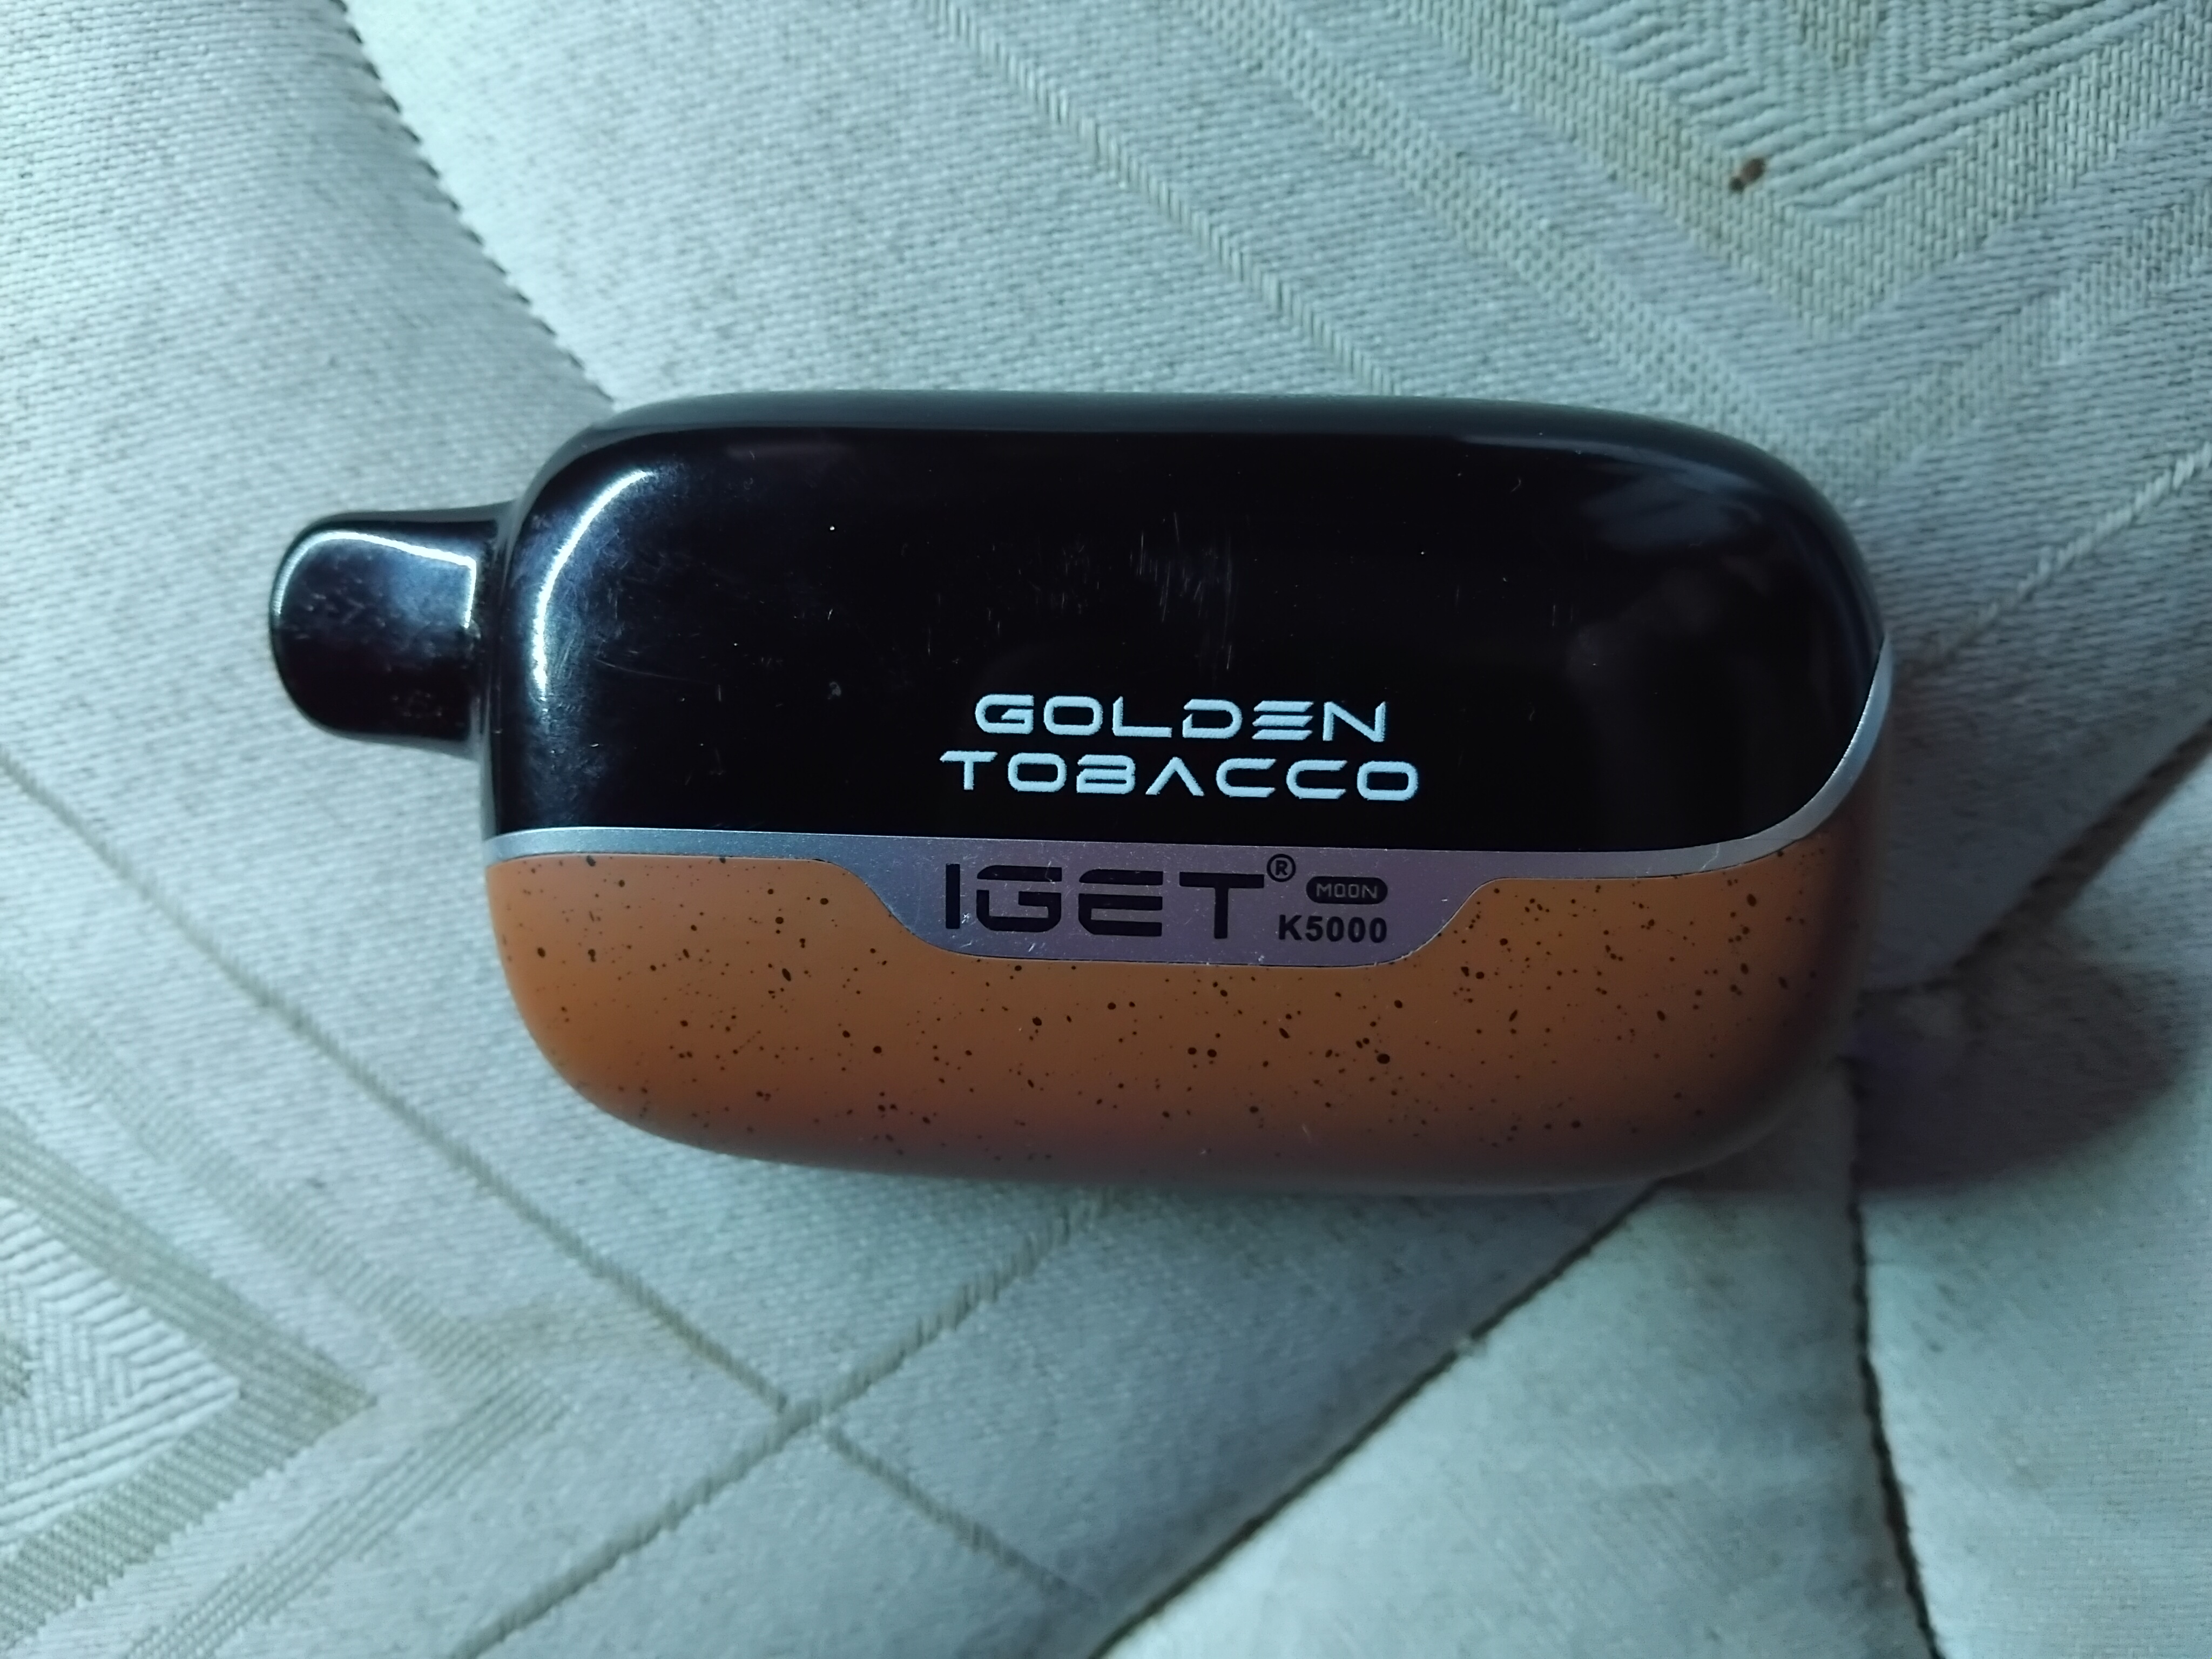 GOLDEN
TOBACCO
IGET® MOON
K5000